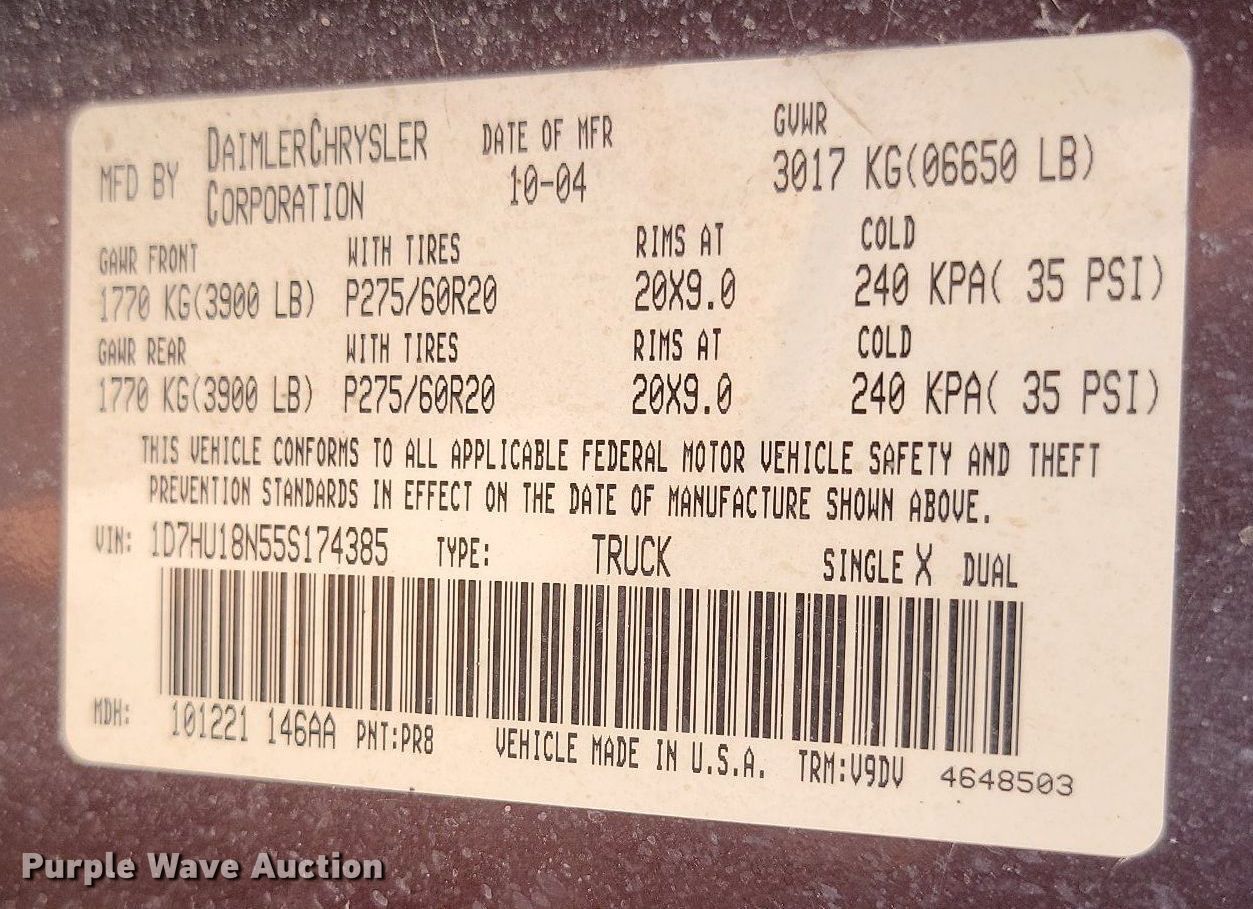 MFD BY DAIMLERCHRYSLER CORPORATION DATE OF MFR 10-04 GVWR 3017 KG(06650 LB)
GAWR FRONT WITH TIRES RIMS AT COLD
1770 KG(3900 LB) P275/60R20 20X9.0 240 KPA( 35 PSI)
GAWR REAR WITH TIRES RIMS AT COLD
1770 KG(3900 LB) P275/60R20 20X9.0 240 KPA( 35 PSI)
THIS VEHICLE CONFORMS TO ALL APPLICABLE FEDERAL MOTOR VEHICLE SAFETY AND THEFT
PREVENTION STANDARDS IN EFFECT ON THE DATE OF MANUFACTURE SHOWN ABOVE.
VIN: 1D7HU18N55S174385 TYPE: TRUCK SINGLE X DUAL
MDH: 101221 146AA PNT:PR8 VEHICLE MADE IN U.S.A. TRM:V9DV 4648503
Purple Wave Auction